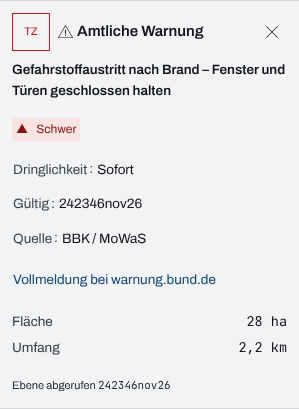 TZ
Amtliche Warnung
Gefahrstoffaustritt nach Brand – Fenster und
Türen geschlossen halten
Schwer
Dringlichkeit: Sofort
Gültig: 242346nov26
Quelle: BBK / MoWaS
Vollmeldung bei warnung.bund.de
Fläche 28 ha
Umfang 2,2 km
Ebene abgerufen 242346nov26